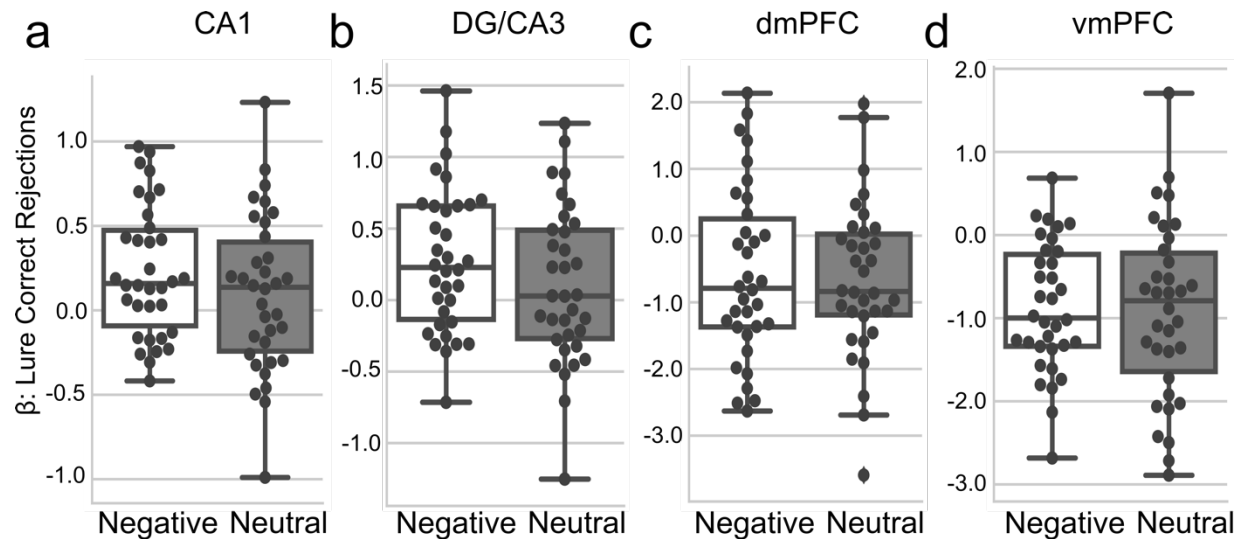 a CA1
b DG/CA3
c dmPFC
d vmPFC
β: Lure Correct Rejections
1.0
0.5
0.0
-0.5
-1.0
Negative Neutral
1.5
1.0
0.5
0.0
0.5
-1.0
Negative Neutral
2.0
1.0
0.0
-1.0
-2.0
-3.0
Negative Neutral
2.0
1.0
0.0
-1.0
-2.0
-3.0
Negative Neutral